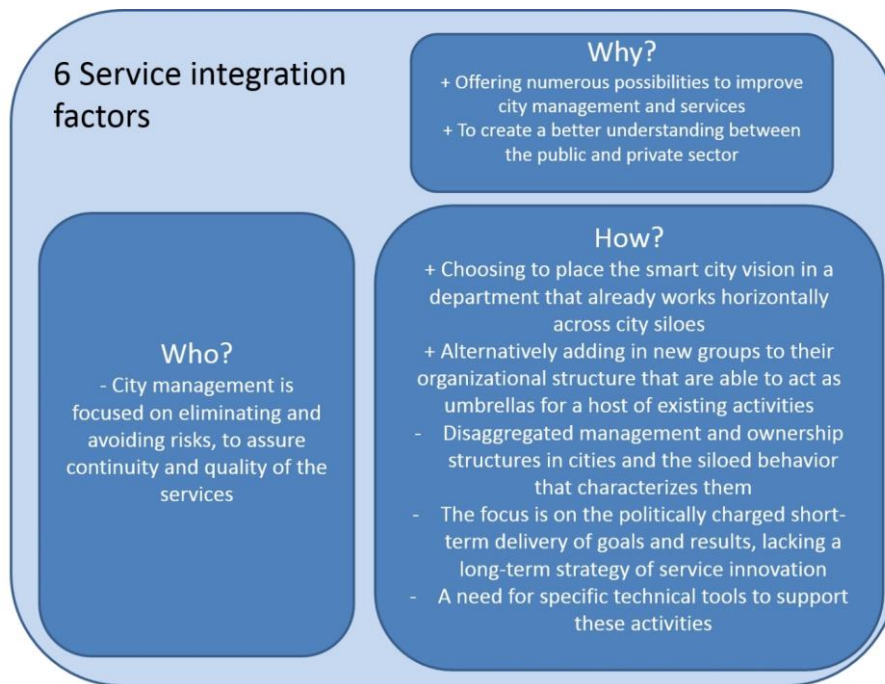 6 Service integration
factors
Why?
+ Offering numerous possibilities to improve
city management and services
+ To create a better understanding between
the public and private sector
Who?
- City management is
focused on eliminating and
avoiding risks, to assure
continuity and quality of the
services
How?
+ Choosing to place the smart city vision in a
department that already works horizontally
across city siloes
+ Alternatively adding in new groups to their
organizational structure that are able to act as
umbrellas for a host of existing activities
- Disaggregated management and ownership
structures in cities and the siloed behavior
that characterizes them
- The focus is on the politically charged short-
term delivery of goals and results, lacking a
long-term strategy of service innovation
- A need for specific technical tools to support
these activities